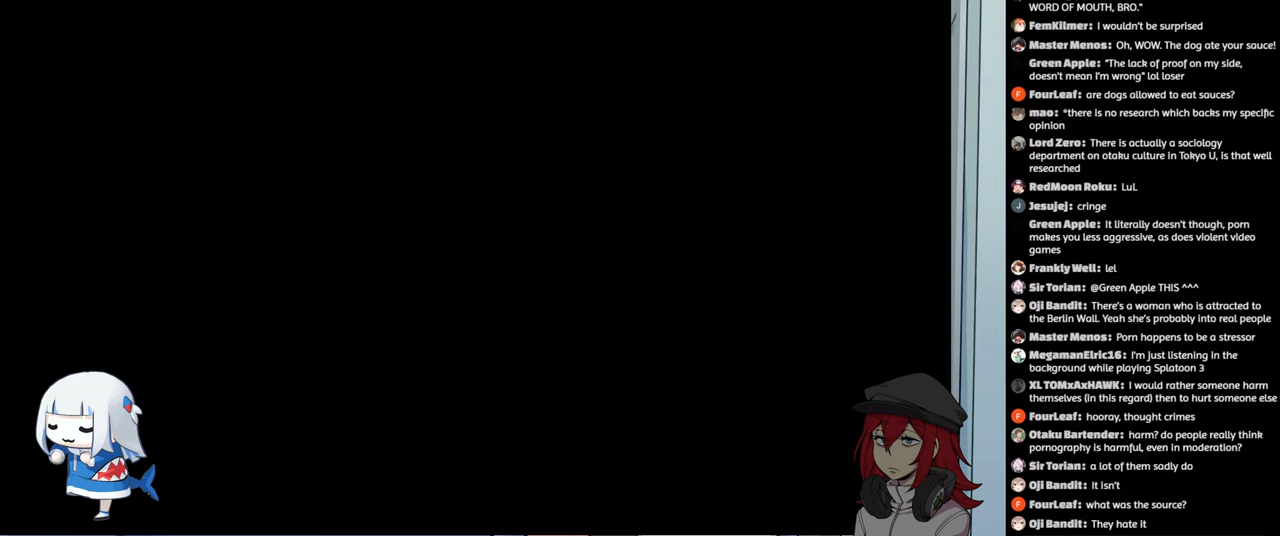 WORD OF MOUTH, BRO."
FemKilmer: I wouldn't be surprised
Master Menos: Oh, WOW. The dog ate your sauce!
Green Apple: "The lack of proof on my side,
doesn't mean I'm wrong" lol loser
F FourLeaf: are dogs allowed to eat sauces?
mao: *there is no research which backs my specific
opinion
Lord Zero: There is actually a sociology
department on otaku culture in Tokyo U, is that well
researched
RedMoon Roku: LuL
J Jesujej: cringe
Green Apple: It literally doesn't though, porn
makes you less aggressive, as does violent video
games
Frankly Well: lel
Sir Torian: @Green Apple THIS ^^^
Oji Bandit: There's a woman who is attracted to
the Berlin Wall. Yeah she's probably into real people
Master Menos: Porn happens to be a stressor
MegamanElric16: I'm just listening in the
background while playing Splatoon 3
XL TOMxAxHAWK: I would rather someone harm
themselves (in this regard) then to hurt someone else
F FourLeaf: hooray, thought crimes
Otaku Bartender: harm? do people really think
pornography is harmful, even in moderation?
Sir Torian: a lot of them sadly do
Oji Bandit: It isn't
F FourLeaf: what was the source?
Oji Bandit: They hate it